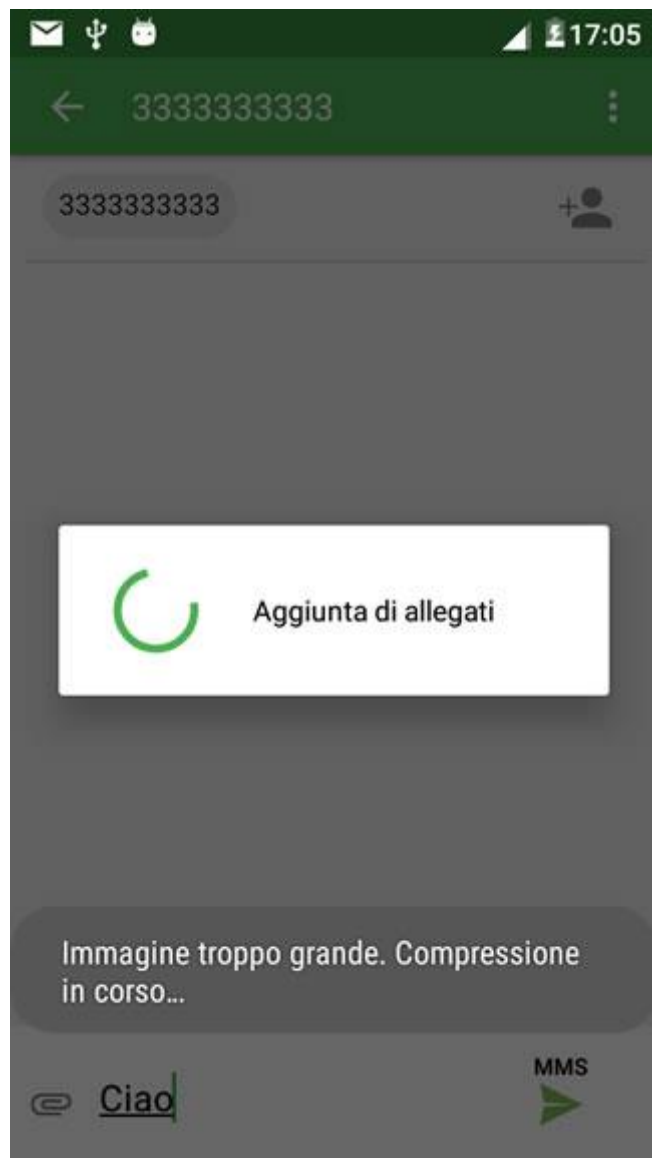 17:05
3333333333
3333333333
Aggiunta di allegati
Immagine troppo grande. Compressione
in corso...
MMS
Ciao